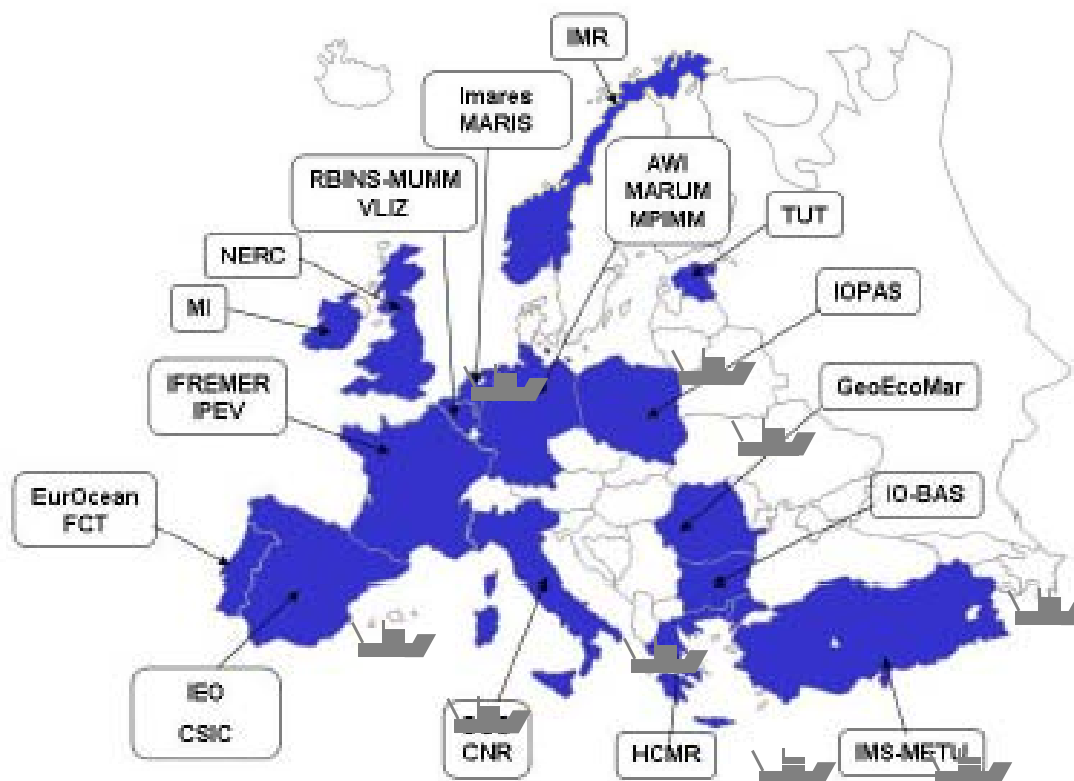 IMR
Imares
MARIS
AWI
MARUM
MPIMM
RBINS-MUMM
VLIZ
TUT
NERC
IOPAS
MI
IFREMER
IPEV
GeoEcoMar
EurOcean
FCT
IO-BAS
IEO
CSIC
CNR
HCMR
IMS-METU